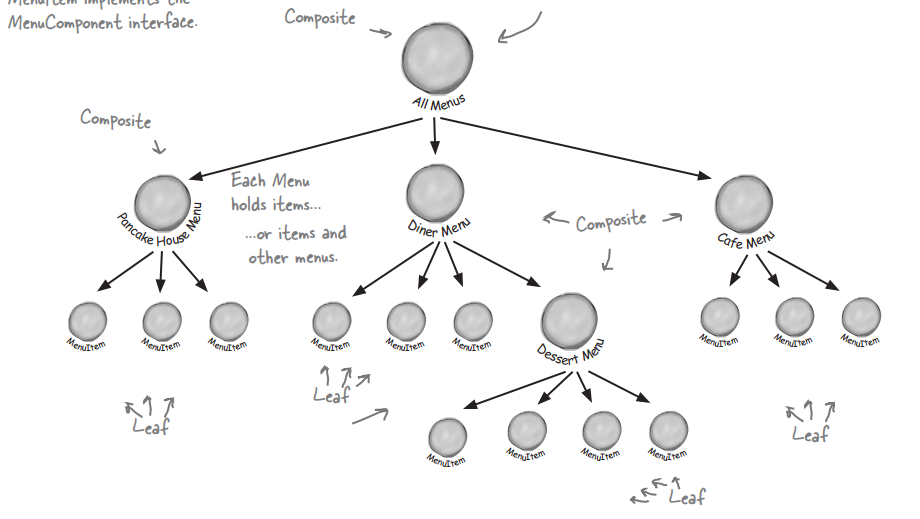 MenuItem implements the
MenuComponent interface.
Composite
All Menus
Composite
Pancake House Menu
Each Menu
holds items...
...or items and
other menus.
Diner Menu
Composite
Cafe Menu
MenuItem
MenuItem
MenuItem
MenuItem
MenuItem
MenuItem
Dessert Menu
MenuItem
MenuItem
MenuItem
Leaf
Leaf
Leaf
MenuItem
MenuItem
MenuItem
MenuItem
Leaf